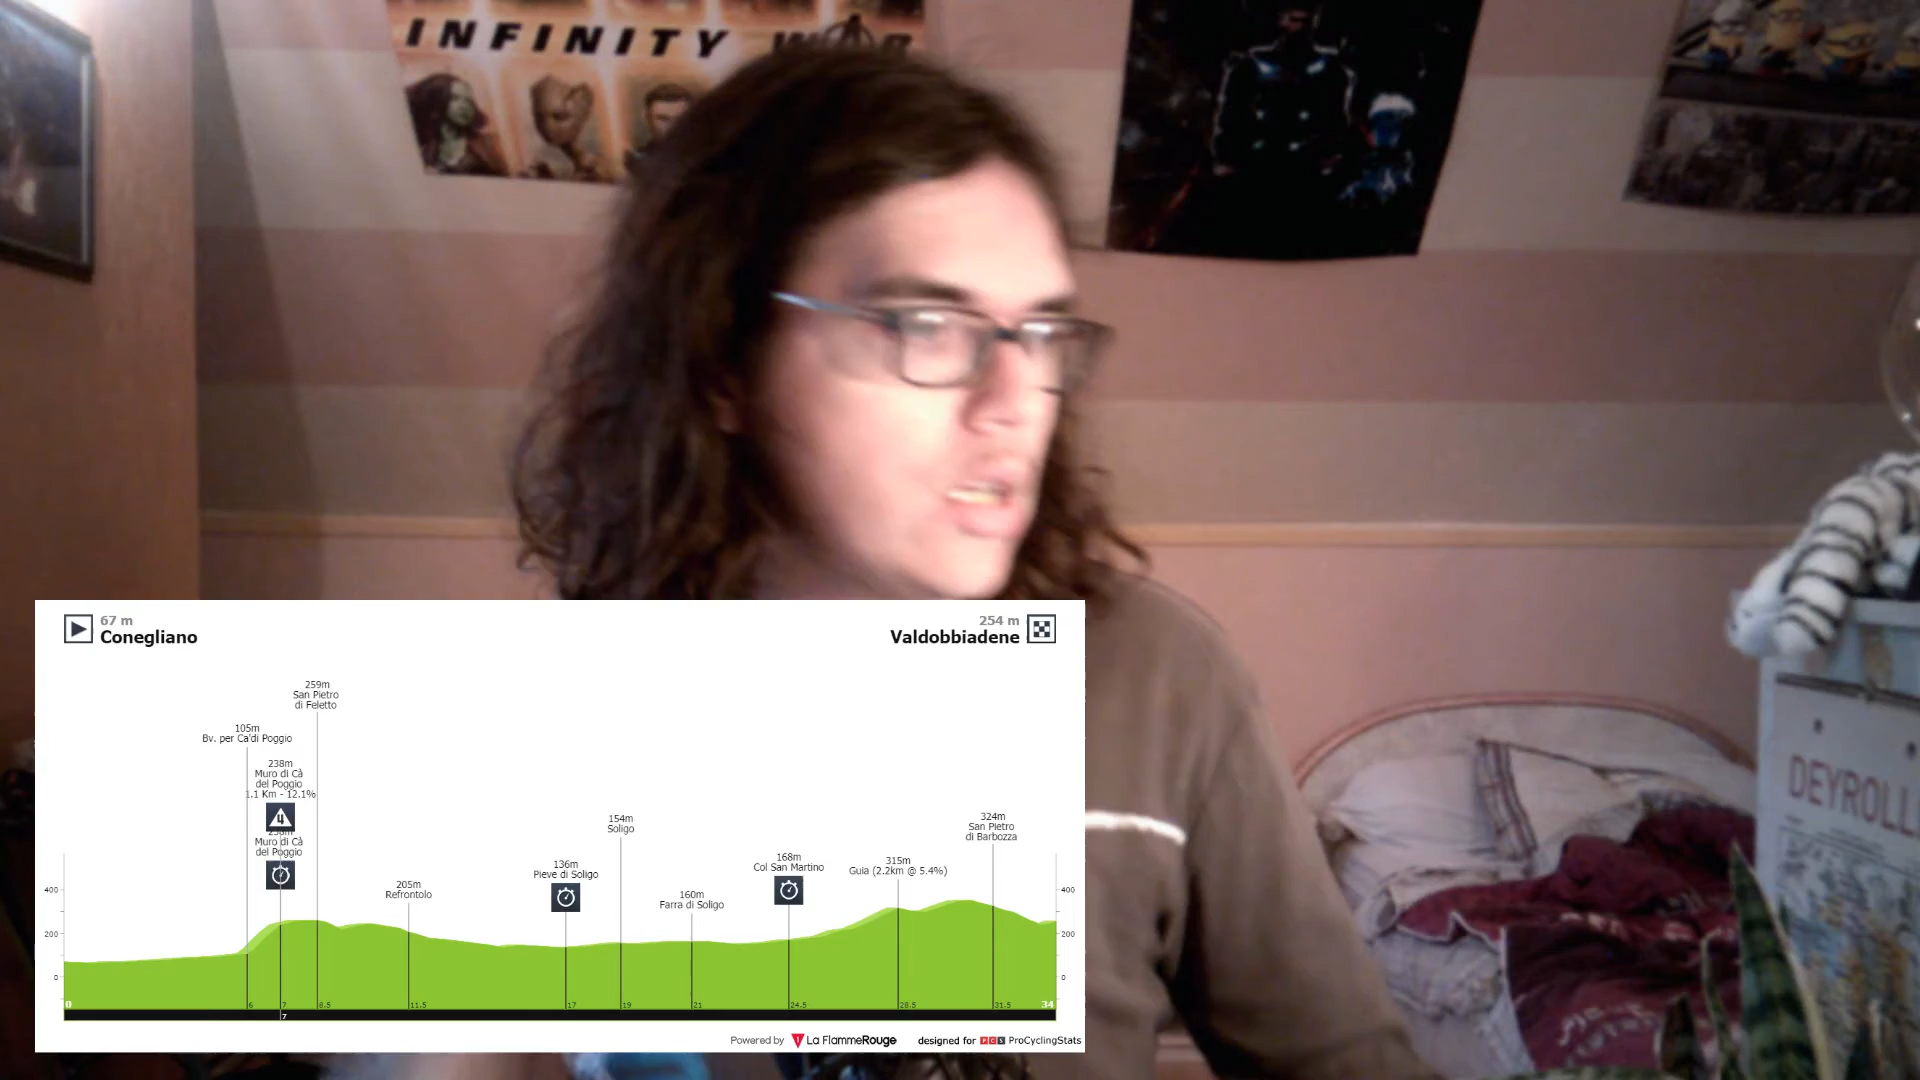 INFINITY WAR
DEYROLL
67 m
Conegliano
254 m
Valdobbiadene
259m
San Pietro
di Feletto
105m
Bv. per Ca'di Poggio
238m
Muro di Cà
del Poggio
1.1 Km - 12.1%
4
238m
Muro di Cà
del Poggio
205m
Refrontolo
136m
Pieve di Soligo
154m
Soligo
160m
Farra di Soligo
168m
Col San Martino
315m
Guia (2.2km @ 5.4%)
324m
San Pietro
di Barbozza
400
200
0
400
200
0
0 6 7 8.5 11.5 17 19 21 24.5 28.5 31.5 34
7
Powered by La FlammeRouge designed for PCS ProCyclingStats